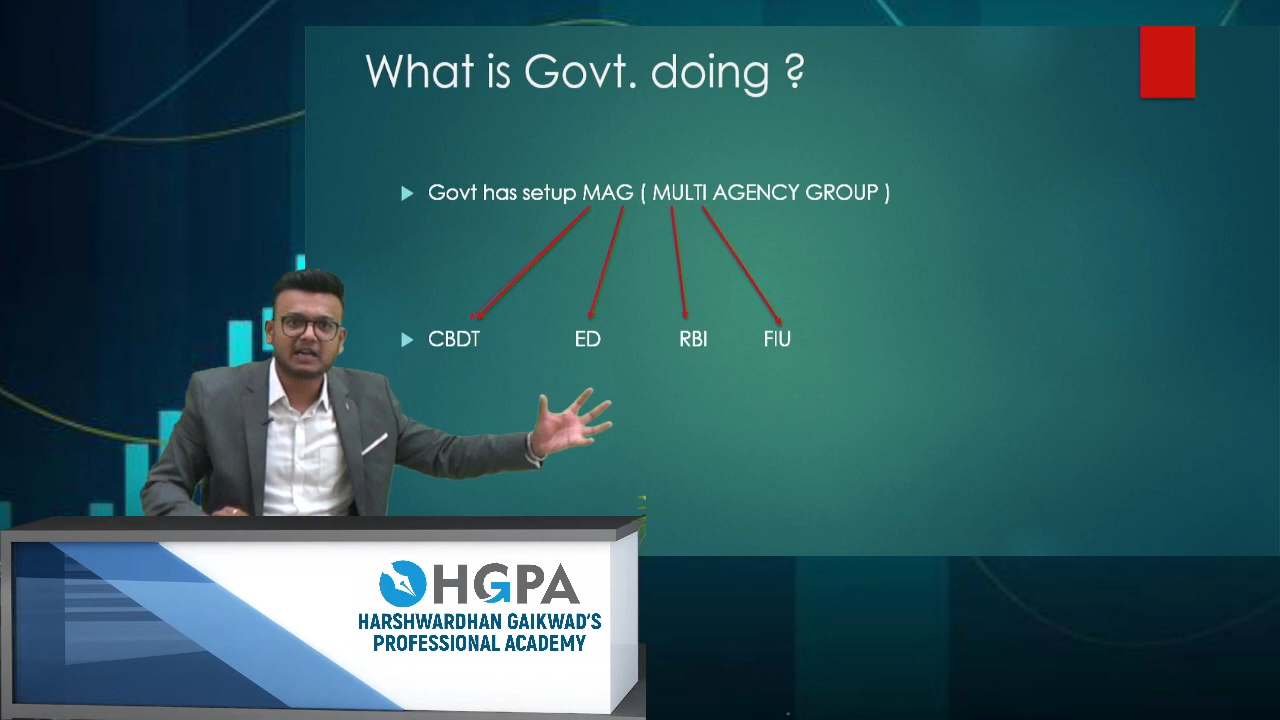 What is Govt. doing ?
Govt has setup MAG ( MULTI AGENCY GROUP )
CBDT ED RBI FIU
HGPA
HARSHWARDHAN GAIKWAD'S
PROFESSIONAL ACADEMY